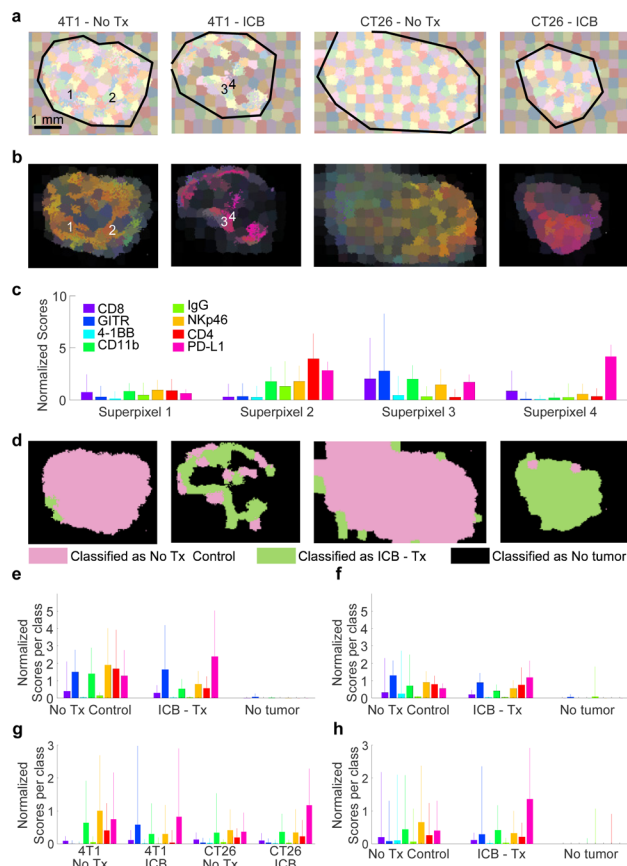 a
4T1 - No Tx
4T1 - ICB
CT26 - No Tx
CT26 - ICB
1
2
3
4
1 mm
b
1
2
3
4
c
Normalized Scores
10
5
0
CD8
GITR
4-1BB
CD11b
IgG
NKp46
CD4
PD-L1
Superpixel 1
Superpixel 2
Superpixel 3
Superpixel 4
d
Classified as No Tx Control
Classified as ICB - Tx
Classified as No tumor
e
Normalized
Scores per class
5
4
3
2
1
0
No Tx Control
ICB - Tx
No tumor
f
Normalized
Scores per class
5
4
3
2
1
0
No Tx Control
ICB - Tx
No tumor
g
Normalized
Scores per class
3
2
1
0
4T1
No Tx
4T1
ICB
CT26
No Tx
CT26
ICB
h
Normalized
Scores per class
3
2
1
0
No Tx Control
ICB - Tx
No tumor